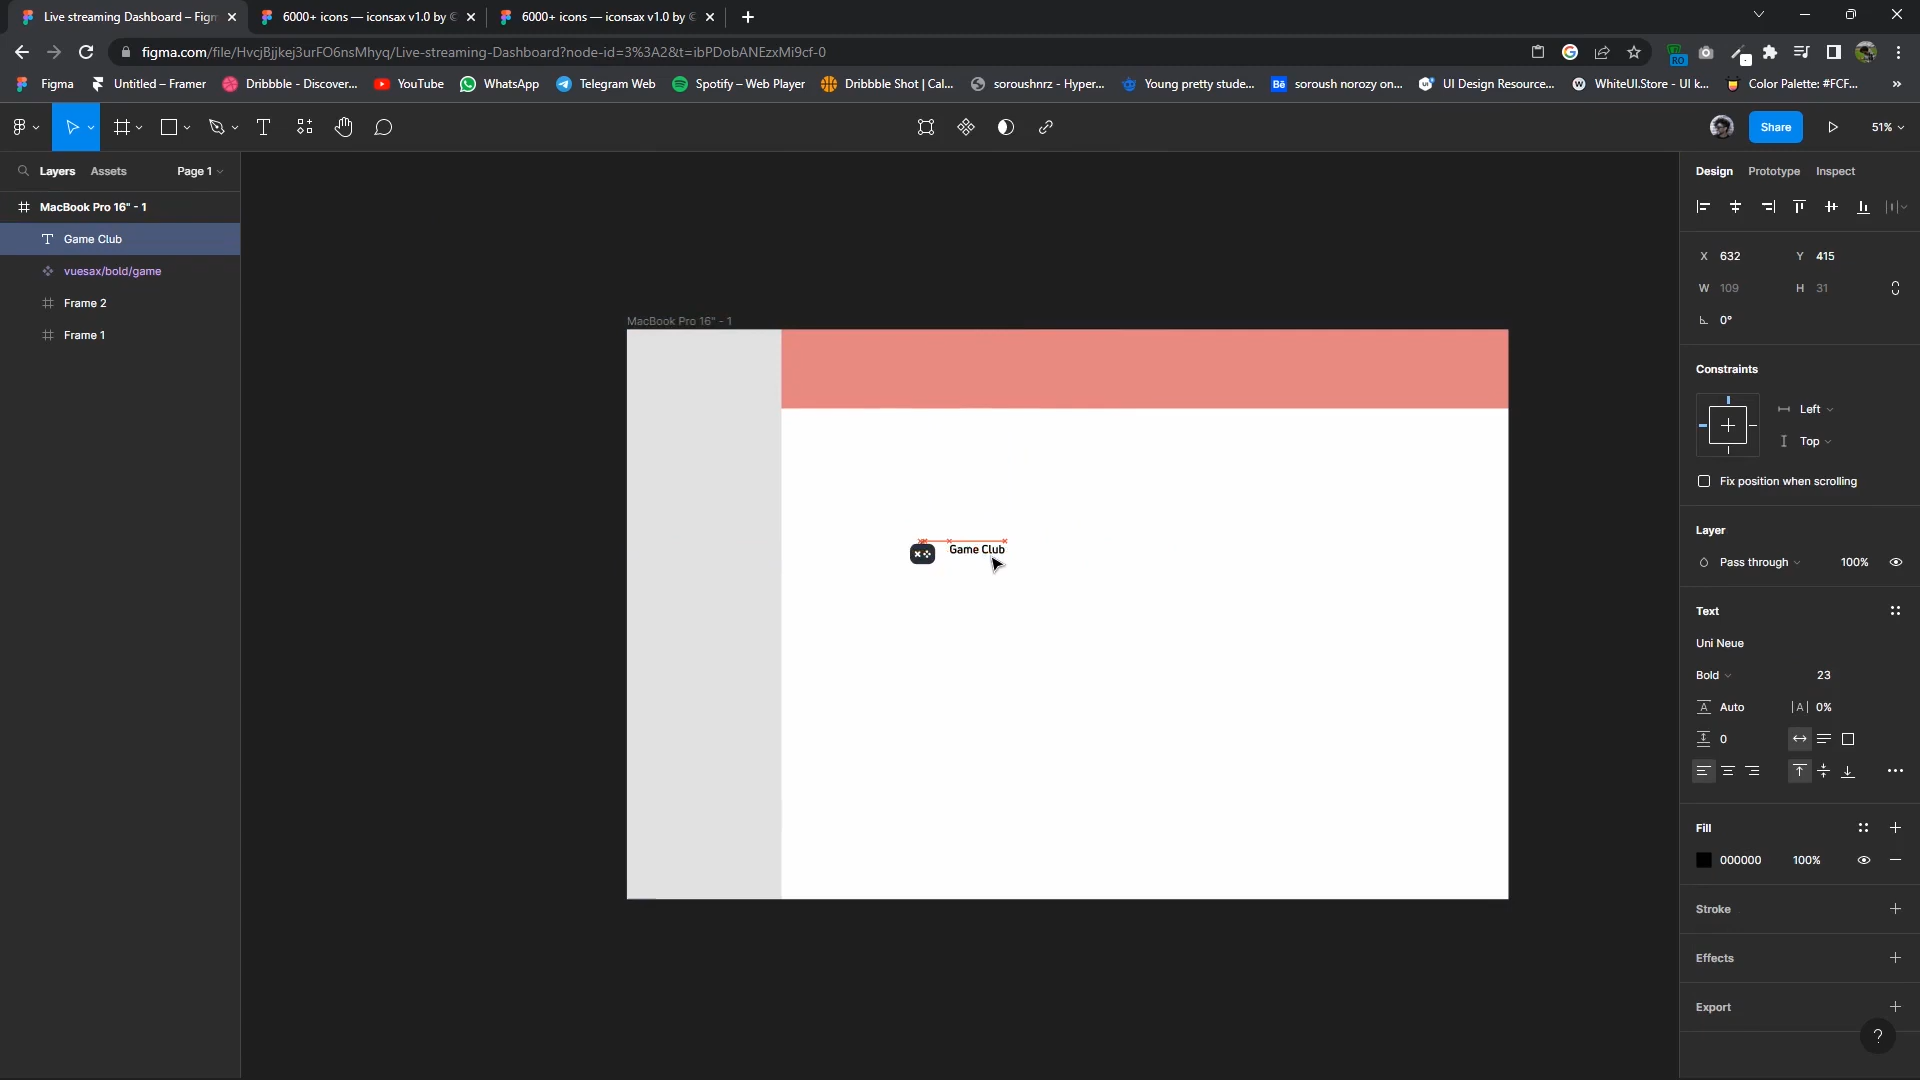 Live streaming Dashboard – Figm
6000+ icons — iconsax v1.0 by
6000+ icons — iconsax v1.0 by
figma.com/file/HvcjBjjkej3urFO6nsMhyq/Live-streaming-Dashboard?node-id=3%3A2&t=ibPDobANEzxMi9cf-0
RO
Figma
Untitled – Framer
Dribbble - Discover...
YouTube
WhatsApp
Telegram Web
Spotify – Web Player
Dribbble Shot | Cal...
soroushnrz - Hyper...
Young pretty stude...
Bē
soroush norozy on...
UI Design Resource...
WhiteUI.Store - UI k...
Color Palette: #FCF...
Share
51%
Layers
Assets
Page 1
Design
Prototype
Inspect
MacBook Pro 16" - 1
Game Club
vuesax/bold/game
Frame 2
Frame 1
MacBook Pro 16" - 1
Game Club
X 632
Y 415
W 109
H 31
0°
Constraints
Left
Top
Fix position when scrolling
Layer
Pass through
100%
Text
Uni Neue
Bold
23
A Auto
|A| 0%
0
Fill
000000
100%
Stroke
Effects
Export
?